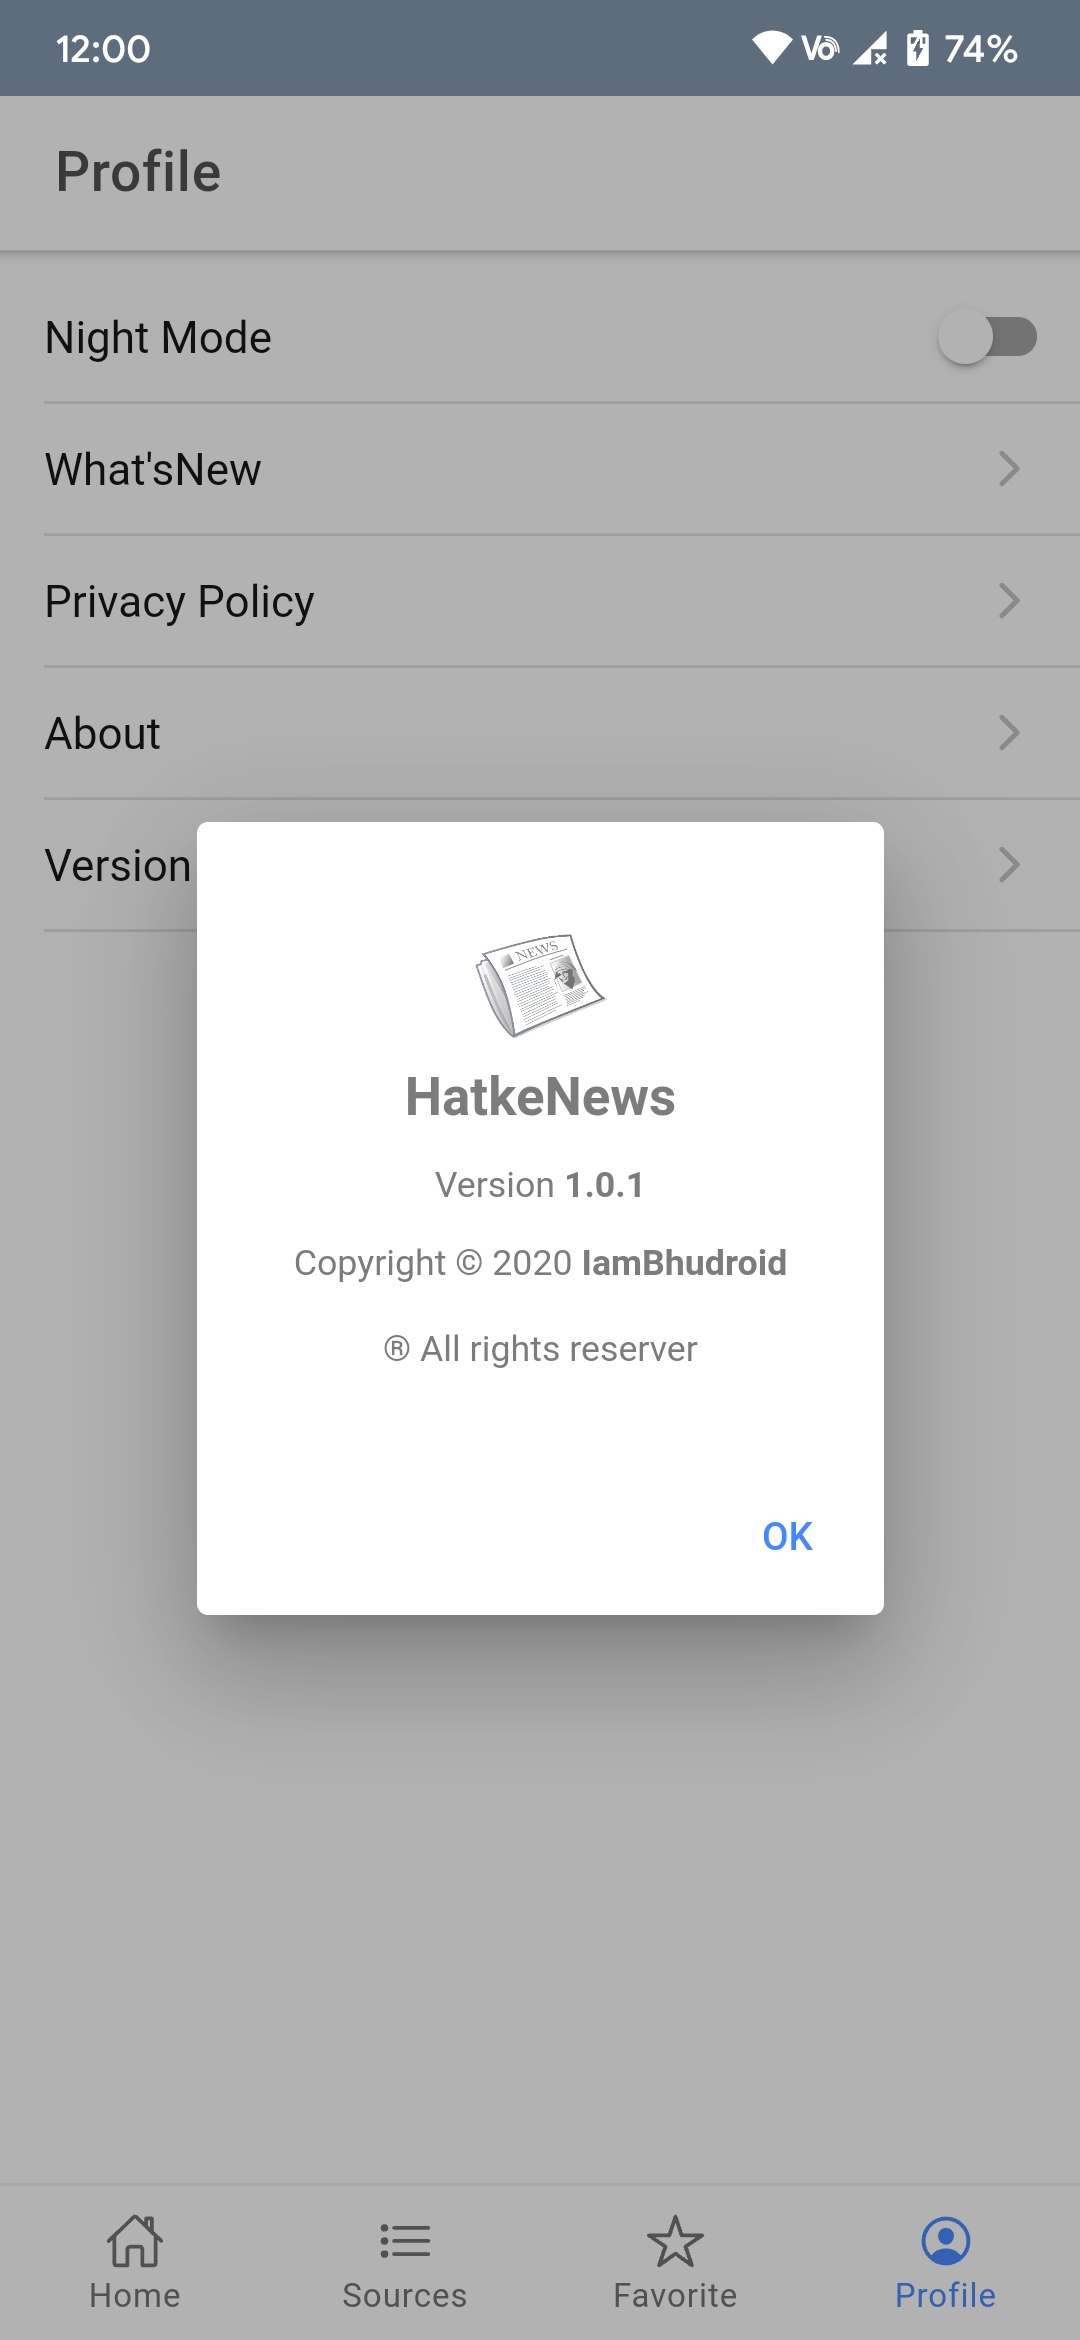 12:00
74%
Profile
Night Mode
What'sNew
Privacy Policy
About
Version
NEWS
HatkeNews
Version 1.0.1
Copyright © 2020 IamBhudroid
® All rights reserver
OK
Home
Sources
Favorite
Profile